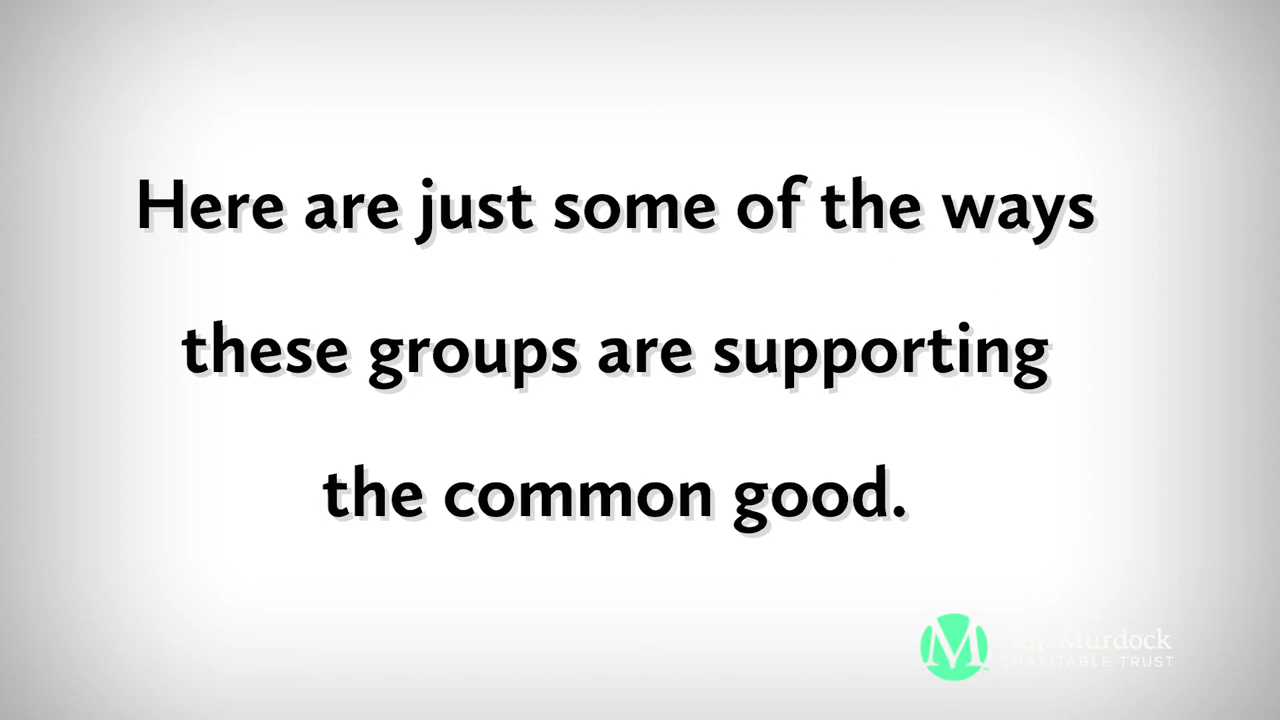 Here are just some of the ways
these groups are supporting
the common good.
M
Murdock
CHARITABLE TRUST